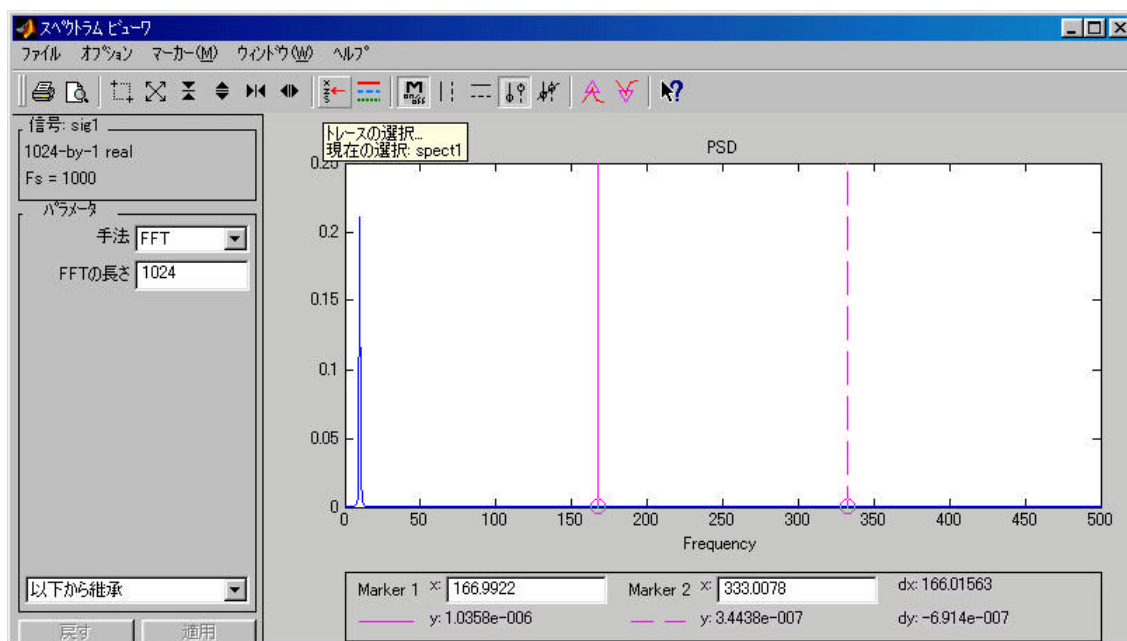 スペクトラム ビューワ
ファイル オプション マーカー(M) ウィンドウ(W) ヘルプ
M on/off
トレースの選択...
現在の選択: spect1
信号: sig1
1024-by-1 real
Fs = 1000
パラメータ
手法 FFT
FFTの長さ 1024
以下から継承
戻す 適用
PSD
0.25
0.2
0.15
0.1
0.05
0
0 50 100 150 200 250 300 350 400 450 500
Frequency
Marker 1 x: 166.9922 Marker 2 x: 333.0078 dx: 166.01563
y: 1.0358e-006 y: 3.4438e-007 dy: -6.914e-007